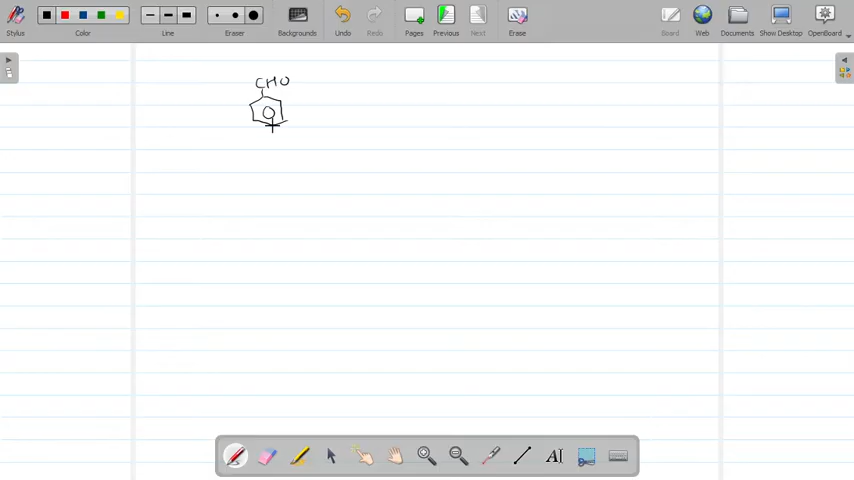 Stylus
Color
Line
Eraser
Backgrounds
Undo
Redo
Pages
Previous
Next
Erase
Board
Web
Documents
Show Desktop
OpenBoard
CHO
A